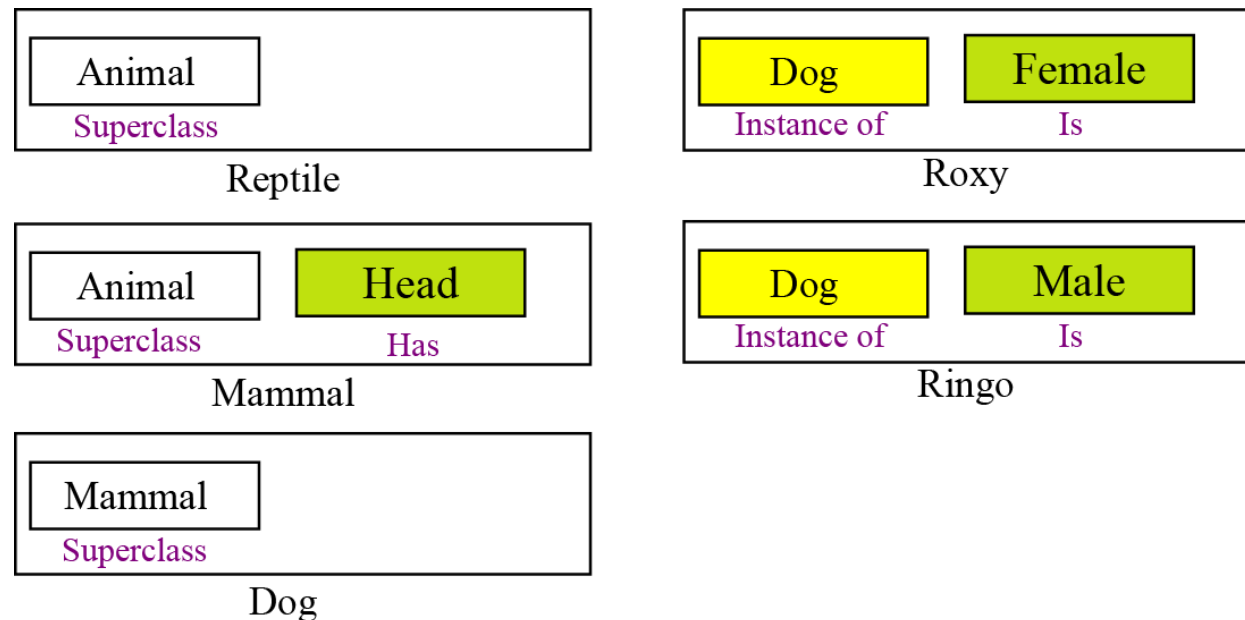 Animal
Superclass
Reptile
Animal
Head
Superclass
Has
Mammal
Mammal
Superclass
Dog
Dog
Female
Instance of
Is
Roxy
Dog
Male
Instance of
Is
Ringo